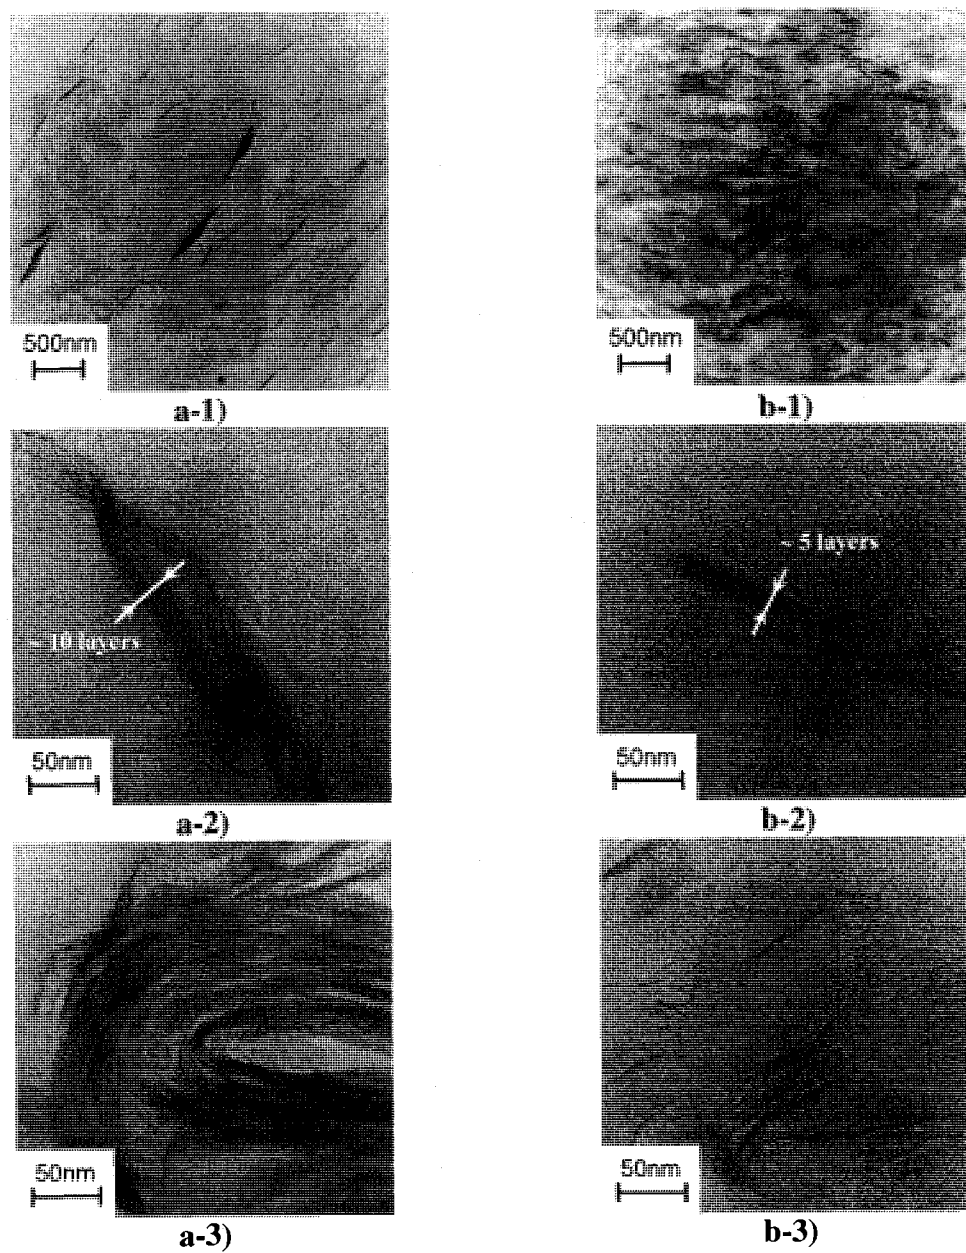 500nm
500nm
a-1)
b-1)
~ 10 layers
~ 5 layers
50nm
50nm
a-2)
b-2)
50nm
50nm
a-3)
b-3)